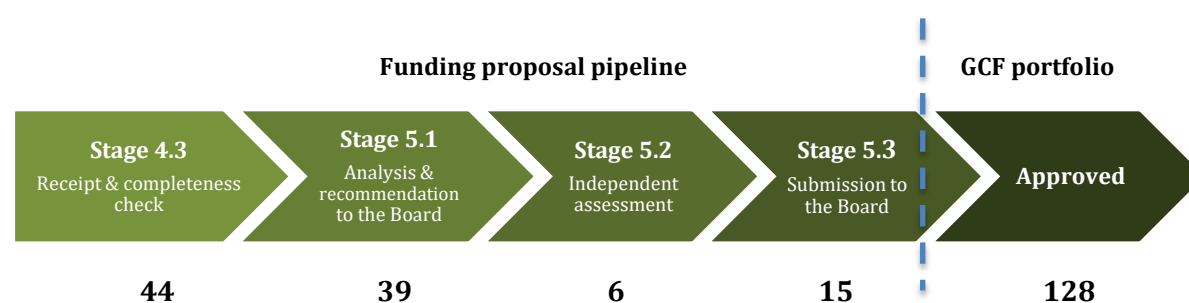 Funding proposal pipeline
GCF portfolio
Stage 4.3
Receipt & completeness
check
Stage 5.1
Analysis &
recommendation
to the Board
Stage 5.2
Independent
assessment
Stage 5.3
Submission to
the Board
Approved
44
39
6
15
128